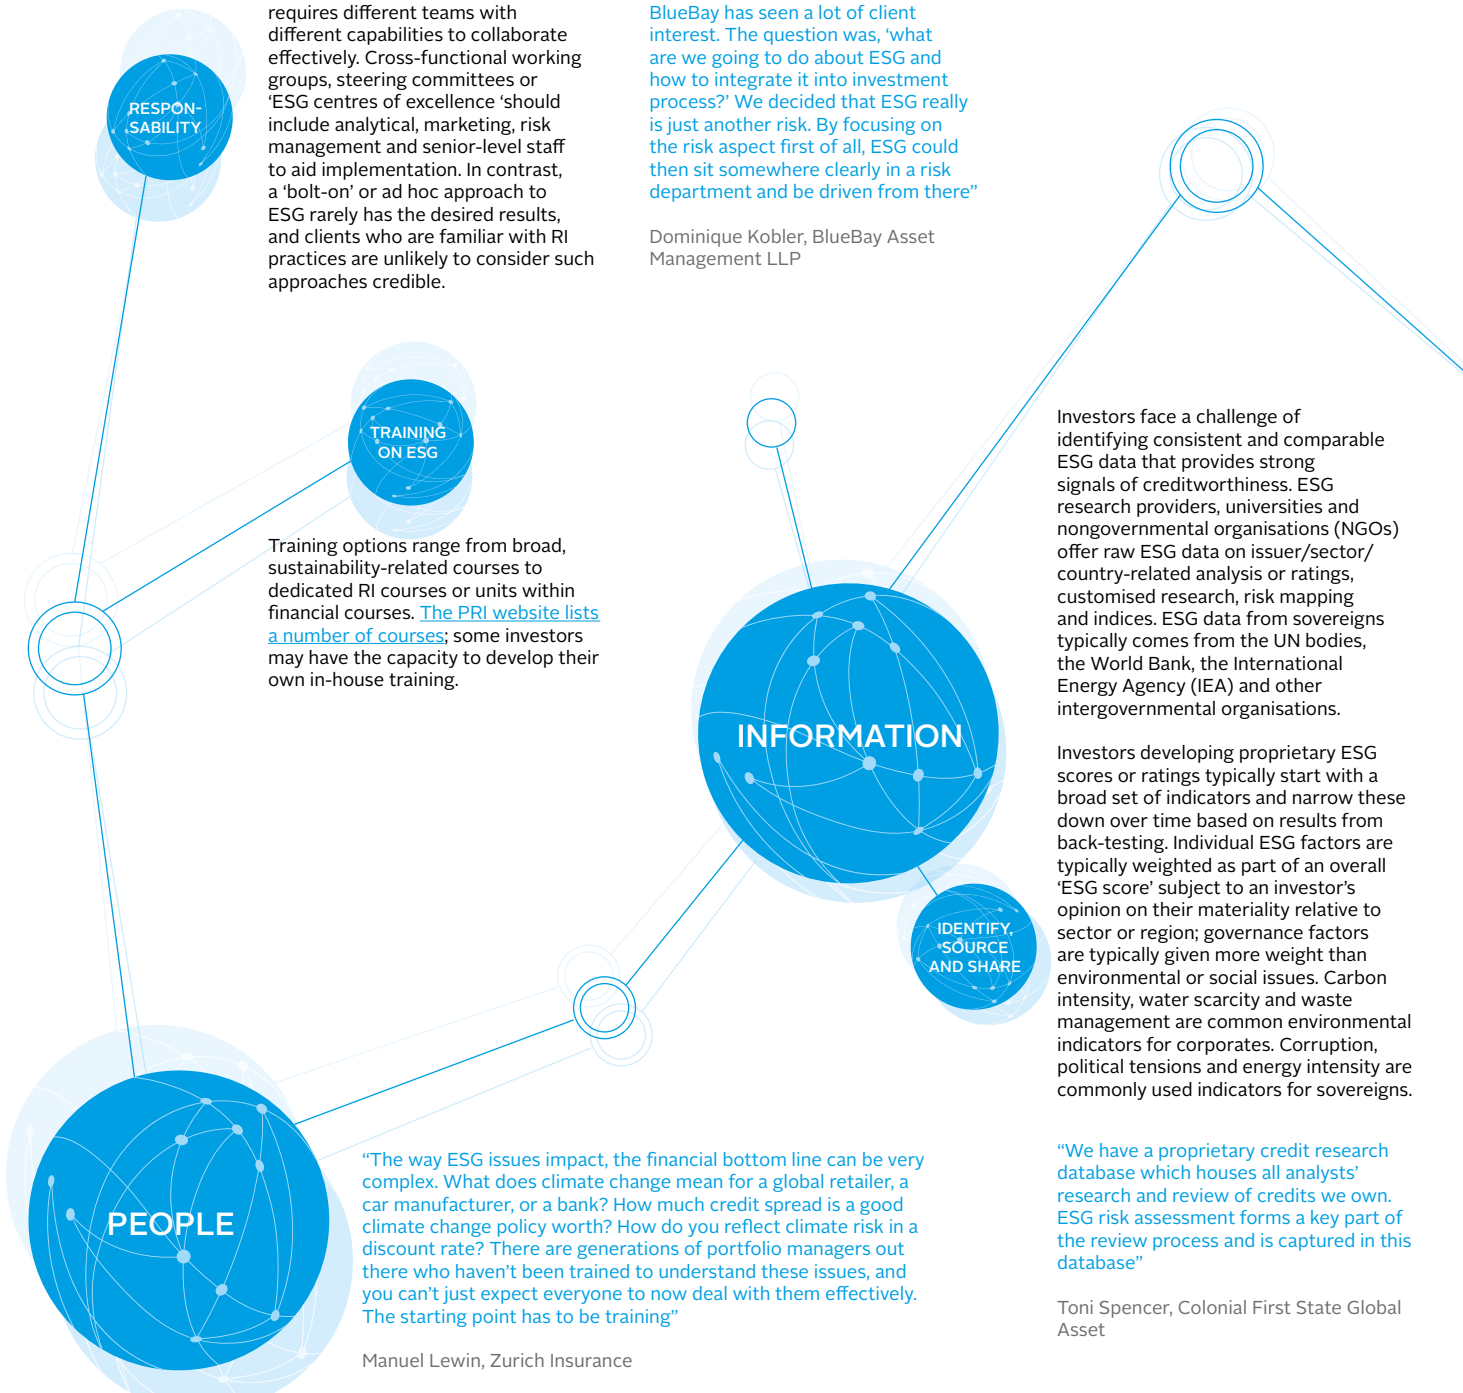 RESPON-
SABILITY
requires different teams with
different capabilities to collaborate
effectively. Cross-functional working
groups, steering committees or
‘ESG centres of excellence ‘should
include analytical, marketing, risk
management and senior-level staff
to aid implementation. In contrast,
a ‘bolt-on’ or ad hoc approach to
ESG rarely has the desired results,
and clients who are familiar with RI
practices are unlikely to consider such
approaches credible.
BlueBay has seen a lot of client
interest. The question was, ‘what
are we going to do about ESG and
how to integrate it into investment
process?’ We decided that ESG really
is just another risk. By focusing on
the risk aspect first of all, ESG could
then sit somewhere clearly in a risk
department and be driven from there”
Dominique Kobler, BlueBay Asset
Management LLP
TRAINING
ON ESG
Training options range from broad,
sustainability-related courses to
dedicated RI courses or units within
financial courses. The PRI website lists
a number of courses; some investors
may have the capacity to develop their
own in-house training.
INFORMATION
IDENTIFY,
SOURCE
AND SHARE
Investors face a challenge of
identifying consistent and comparable
ESG data that provides strong
signals of creditworthiness. ESG
research providers, universities and
nongovernmental organisations (NGOs)
offer raw ESG data on issuer/sector/
country-related analysis or ratings,
customised research, risk mapping
and indices. ESG data from sovereigns
typically comes from the UN bodies,
the World Bank, the International
Energy Agency (IEA) and other
intergovernmental organisations.
Investors developing proprietary ESG
scores or ratings typically start with a
broad set of indicators and narrow these
down over time based on results from
back-testing. Individual ESG factors are
typically weighted as part of an overall
‘ESG score’ subject to an investor’s
opinion on their materiality relative to
sector or region; governance factors
are typically given more weight than
environmental or social issues. Carbon
intensity, water scarcity and waste
management are common environmental
indicators for corporates. Corruption,
political tensions and energy intensity are
commonly used indicators for sovereigns.
PEOPLE
“The way ESG issues impact, the financial bottom line can be very
complex. What does climate change mean for a global retailer, a
car manufacturer, or a bank? How much credit spread is a good
climate change policy worth? How do you reflect climate risk in a
discount rate? There are generations of portfolio managers out
there who haven’t been trained to understand these issues, and
you can’t just expect everyone to now deal with them effectively.
The starting point has to be training”
Manuel Lewin, Zurich Insurance
“We have a proprietary credit research
database which houses all analysts’
research and review of credits we own.
ESG risk assessment forms a key part of
the review process and is captured in this
database”
Toni Spencer, Colonial First State Global
Asset